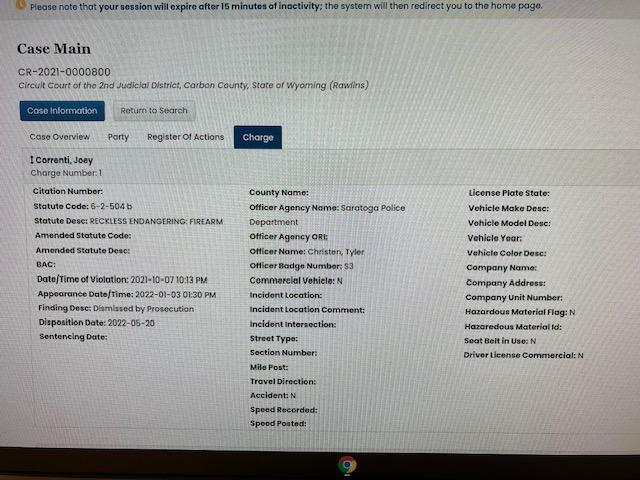 Please note that your session will expire after 15 minutes of inactivity; the system will then redirect you to the home page.
Case Main
CR-2021-0000800
Circuit Court of the 2nd Judicial District, Carbon County, State of Wyoming (Rawlins)
Case Information
Return to Search
Case Overview
Party
Register Of Actions
Charge
Correnti, Joey
Charge Number: 1
Citation Number:
Statute Code: 6-2-504 b
Statute Desc: RECKLESS ENDANGERING: FIREARM
Amended Statute Code:
Amended Statute Desc:
BAC:
Date/Time of Violation: 2021-10-07 10:13 PM
Appearance Date/Time: 2022-01-03 01:30 PM
Finding Desc: Dismissed by Prosecution
Disposition Date: 2022-05-20
Sentencing Date:
County Name:
Officer Agency Name: Saratoga Police
Department
Officer Agency ORI:
Officer Name: Christen, Tyler
Officer Badge Number: S3
Commercial Vehicle: N
Incident Location:
Incident Location Comment:
Incident Intersection:
Street Type:
Section Number:
Mile Post:
Travel Direction:
Accident: N
Speed Recorded:
Speed Posted:
License Plate State:
Vehicle Make Desc:
Vehicle Model Desc:
Vehicle Year:
Vehicle Color Desc:
Company Name:
Company Address:
Company Unit Number:
Hazardous Material Flag: N
Hazaredous Material Id:
Seat Belt in Use: N
Driver License Commercial: N